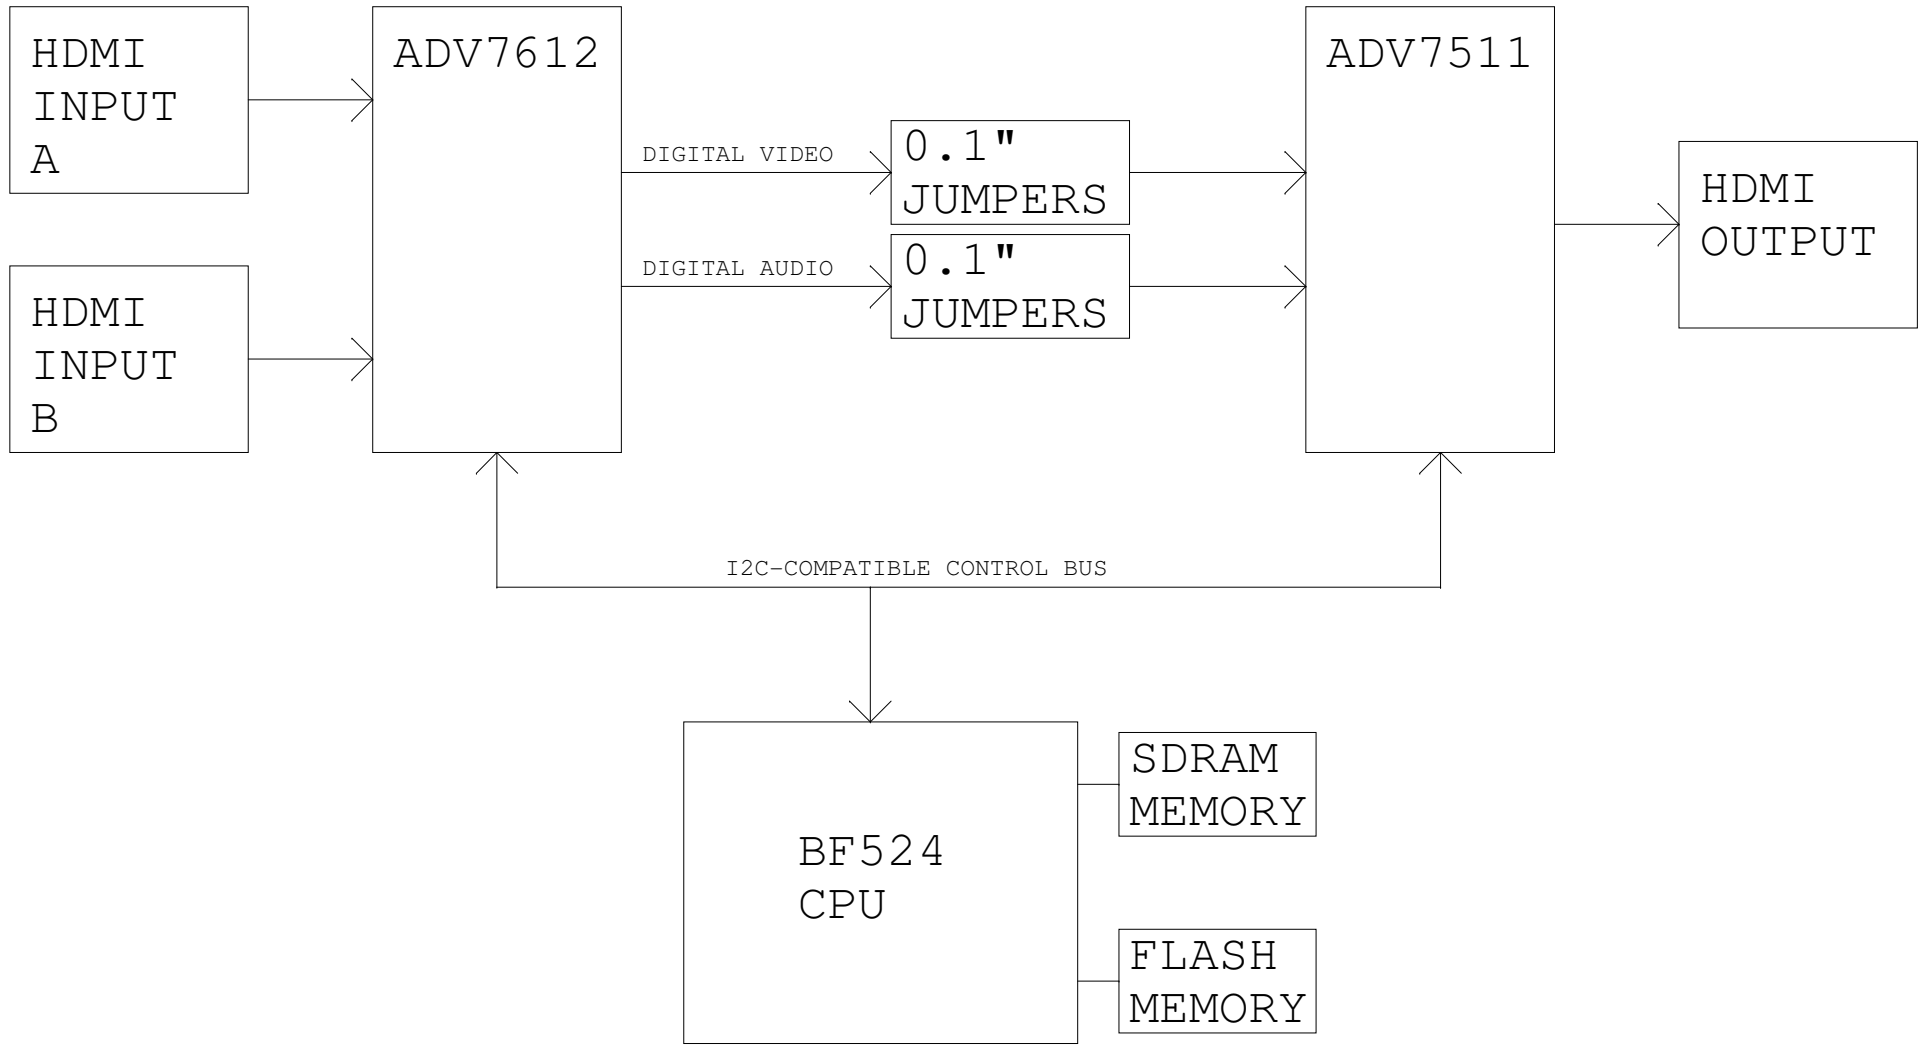 HDMI
INPUT
A
ADV7612
ADV7511
DIGITAL VIDEO
0.1"
JUMPERS
HDMI
OUTPUT
DIGITAL AUDIO
0.1"
JUMPERS
HDMI
INPUT
B
I2C-COMPATIBLE CONTROL BUS
SDRAM
MEMORY
BF524
CPU
FLASH
MEMORY